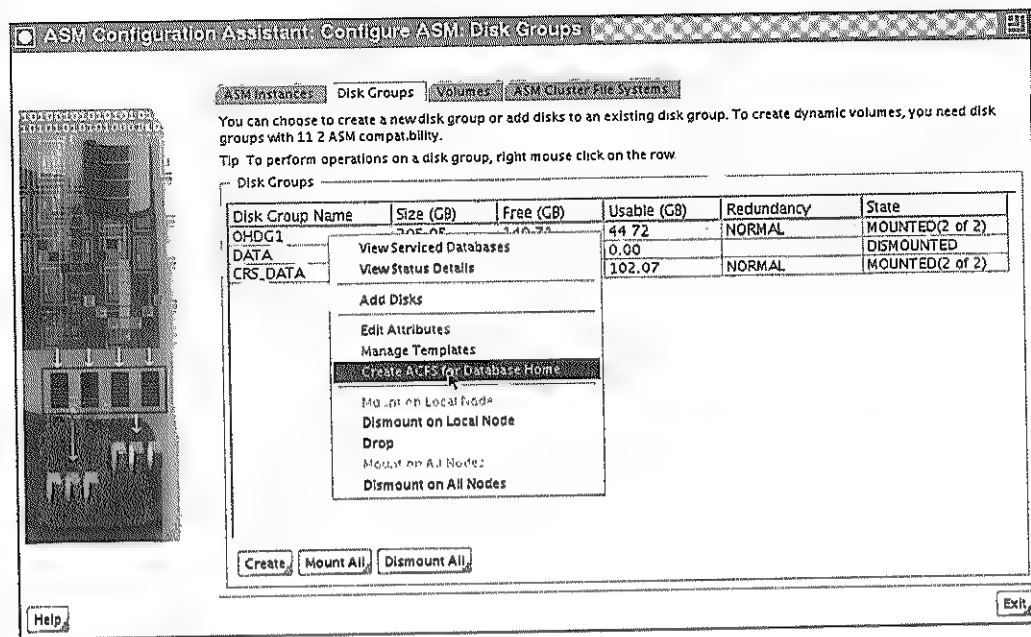 ASM Configuration Assistant: Configure ASM: Disk Groups
ASM Instances Disk Groups Volumes ASM Cluster File Systems
You can choose to create a new disk group or add disks to an existing disk group. To create dynamic volumes, you need disk
groups with 11 2 ASM compat.bility.
Tip To perform operations on a disk group, right mouse click on the row.
Disk Groups
Disk Group Name Size (GB) Free (GB) Usable (GB) Redundancy State
OHDG1 44 72 NORMAL MOUNTED(2 of 2)
DATA 0.00 DISMOUNTED
CRS_DATA 102.07 NORMAL MOUNTED(2 of 2)
View Serviced Databases
View Status Details
Add Disks
Edit Attributes
Manage Templates
Create ACFS for Database Home
Mount on Local Node
Dismount on Local Node
Drop
Mount on All Nodes
Dismount on All Nodes
Create Mount All Dismount All
Help Exit